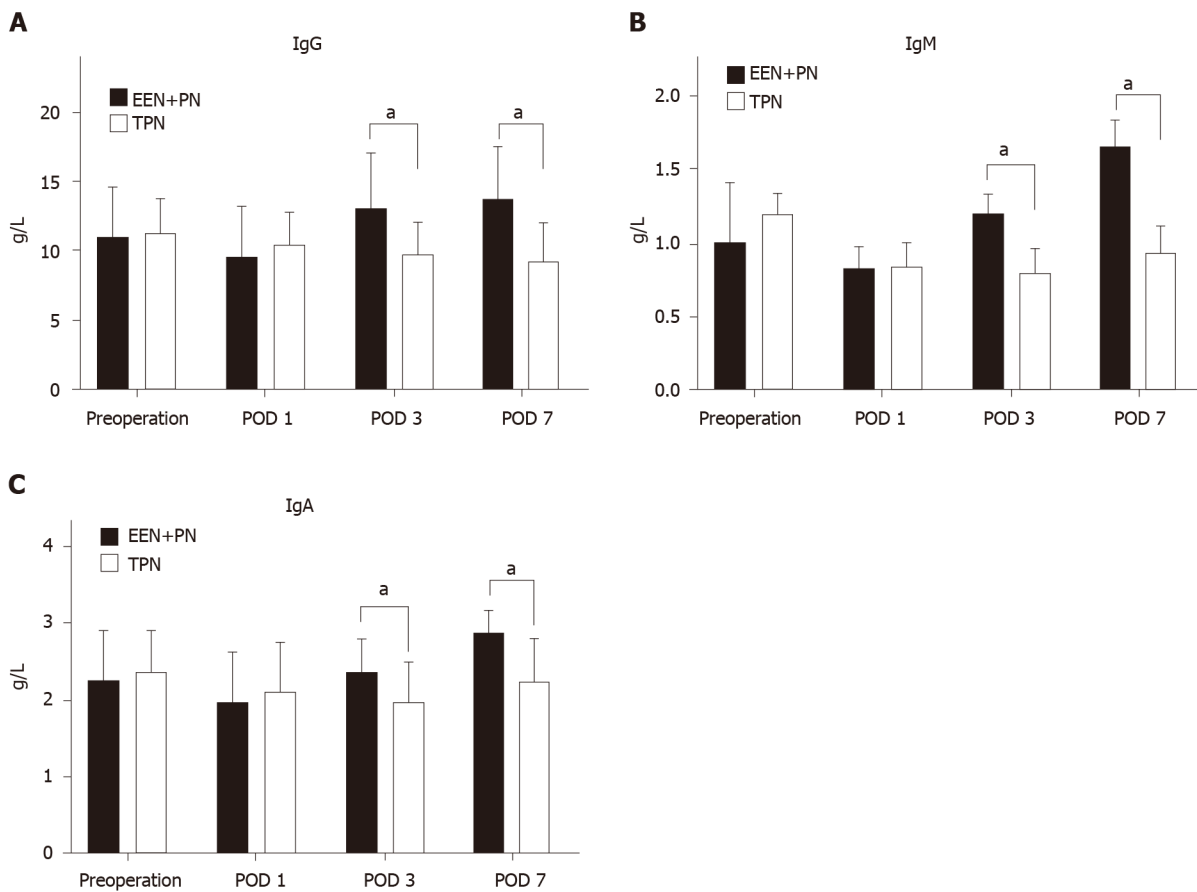 A
IgG
EEN+PN
TPN
a
a
20
15
10
5
0
g/L
Preoperation POD 1 POD 3 POD 7
B
IgM
EEN+PN
TPN
a
a
2.0
1.5
1.0
0.5
0.0
g/L
Preoperation POD 1 POD 3 POD 7
C
IgA
EEN+PN
TPN
a
a
4
3
2
1
0
g/L
Preoperation POD 1 POD 3 POD 7